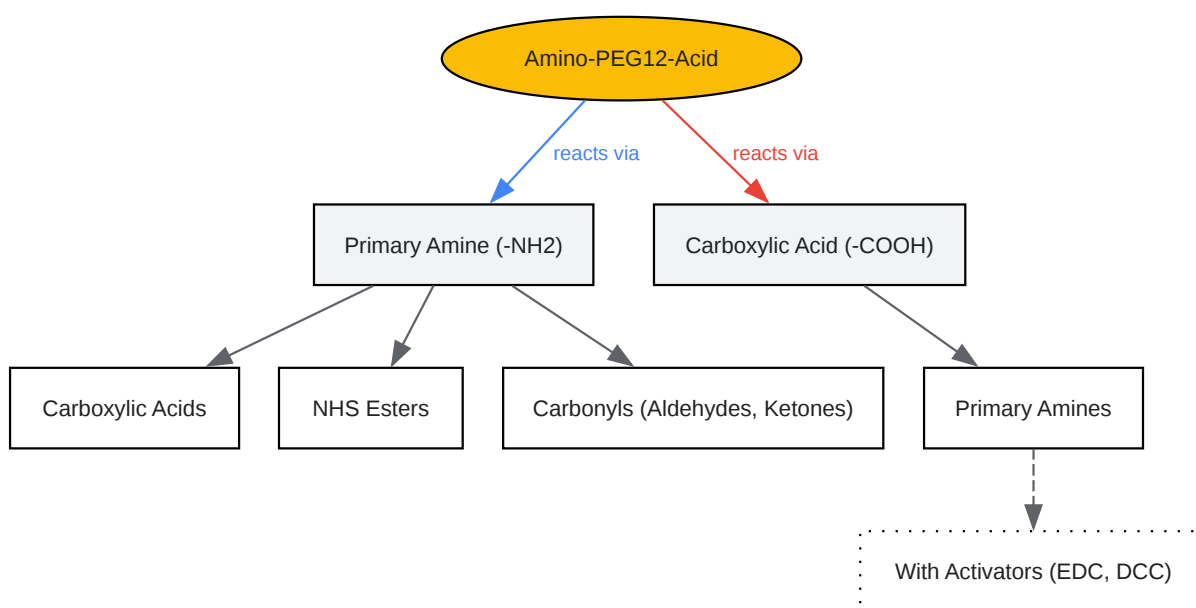 Amino-PEG12-Acid
reacts via
reacts via
Primary Amine (-NH2)
Carboxylic Acid (-COOH)
Carboxylic Acids
NHS Esters
Carbonyls (Aldehydes, Ketones)
Primary Amines
With Activators (EDC, DCC)